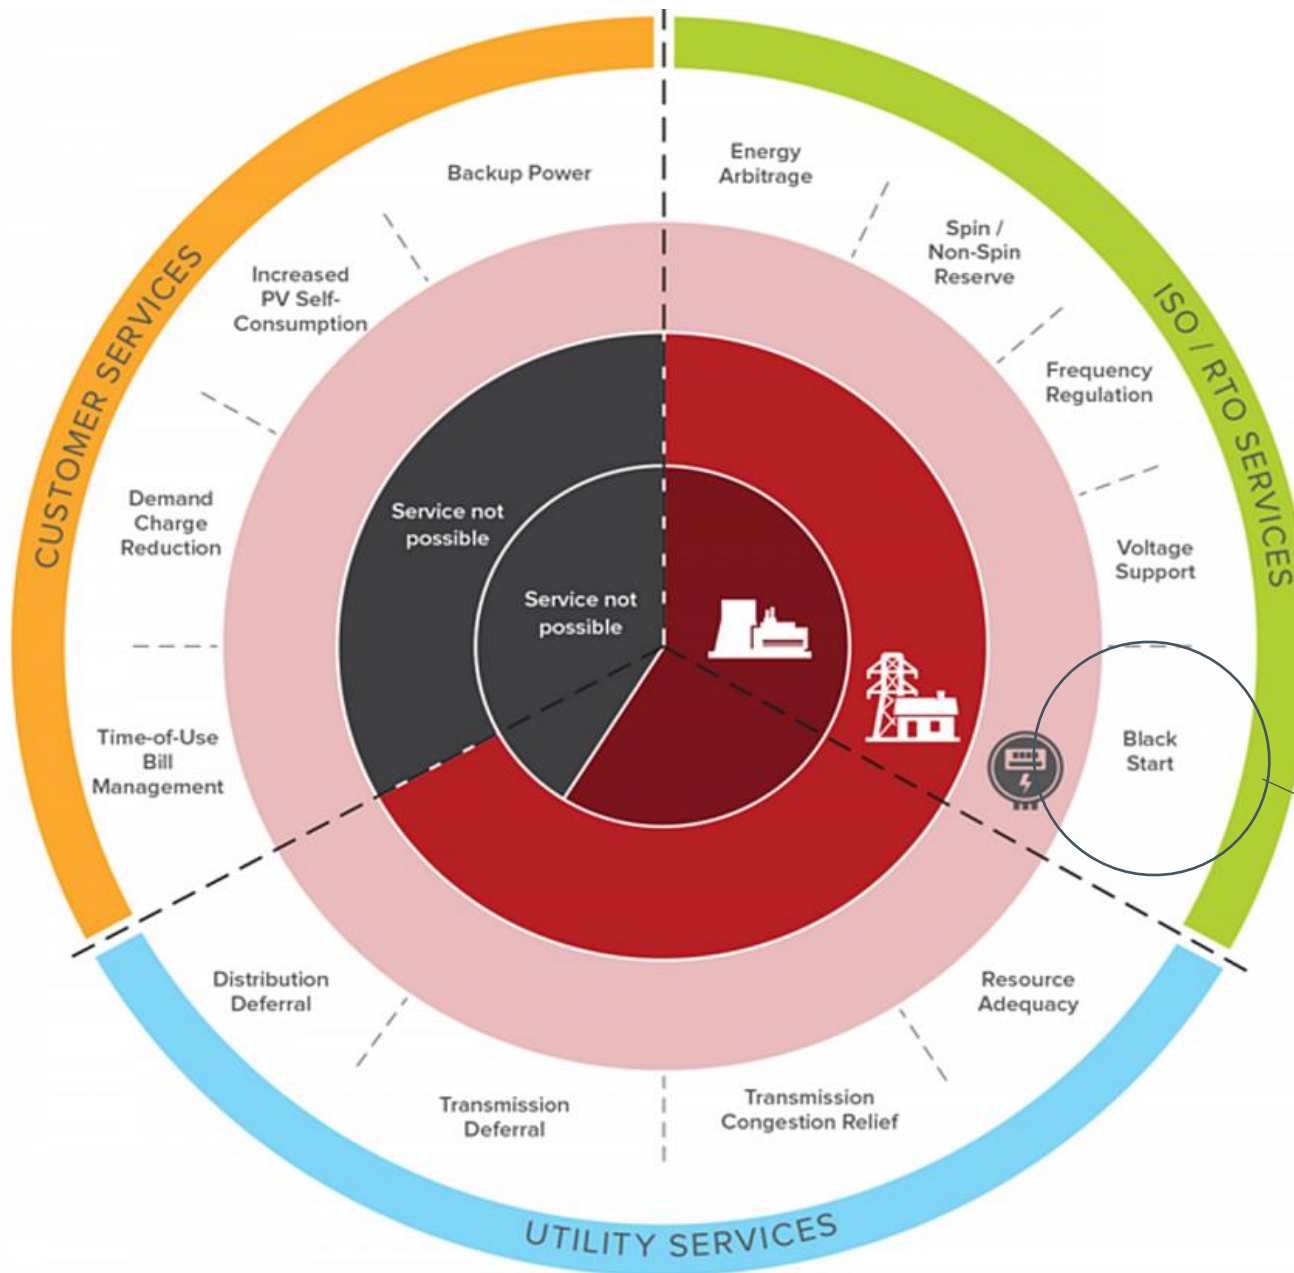 CUSTOMER SERVICES
ISO / RTO SERVICES
UTILITY SERVICES
Backup Power
Increased
PV Self-
Consumption
Demand
Charge
Reduction
Time-of-Use
Bill
Management
Energy
Arbitrage
Spin /
Non-Spin
Reserve
Frequency
Regulation
Voltage
Support
Black
Start
Resource
Adequacy
Transmission
Congestion Relief
Transmission
Deferral
Distribution
Deferral
Service not
possible
Service not
possible